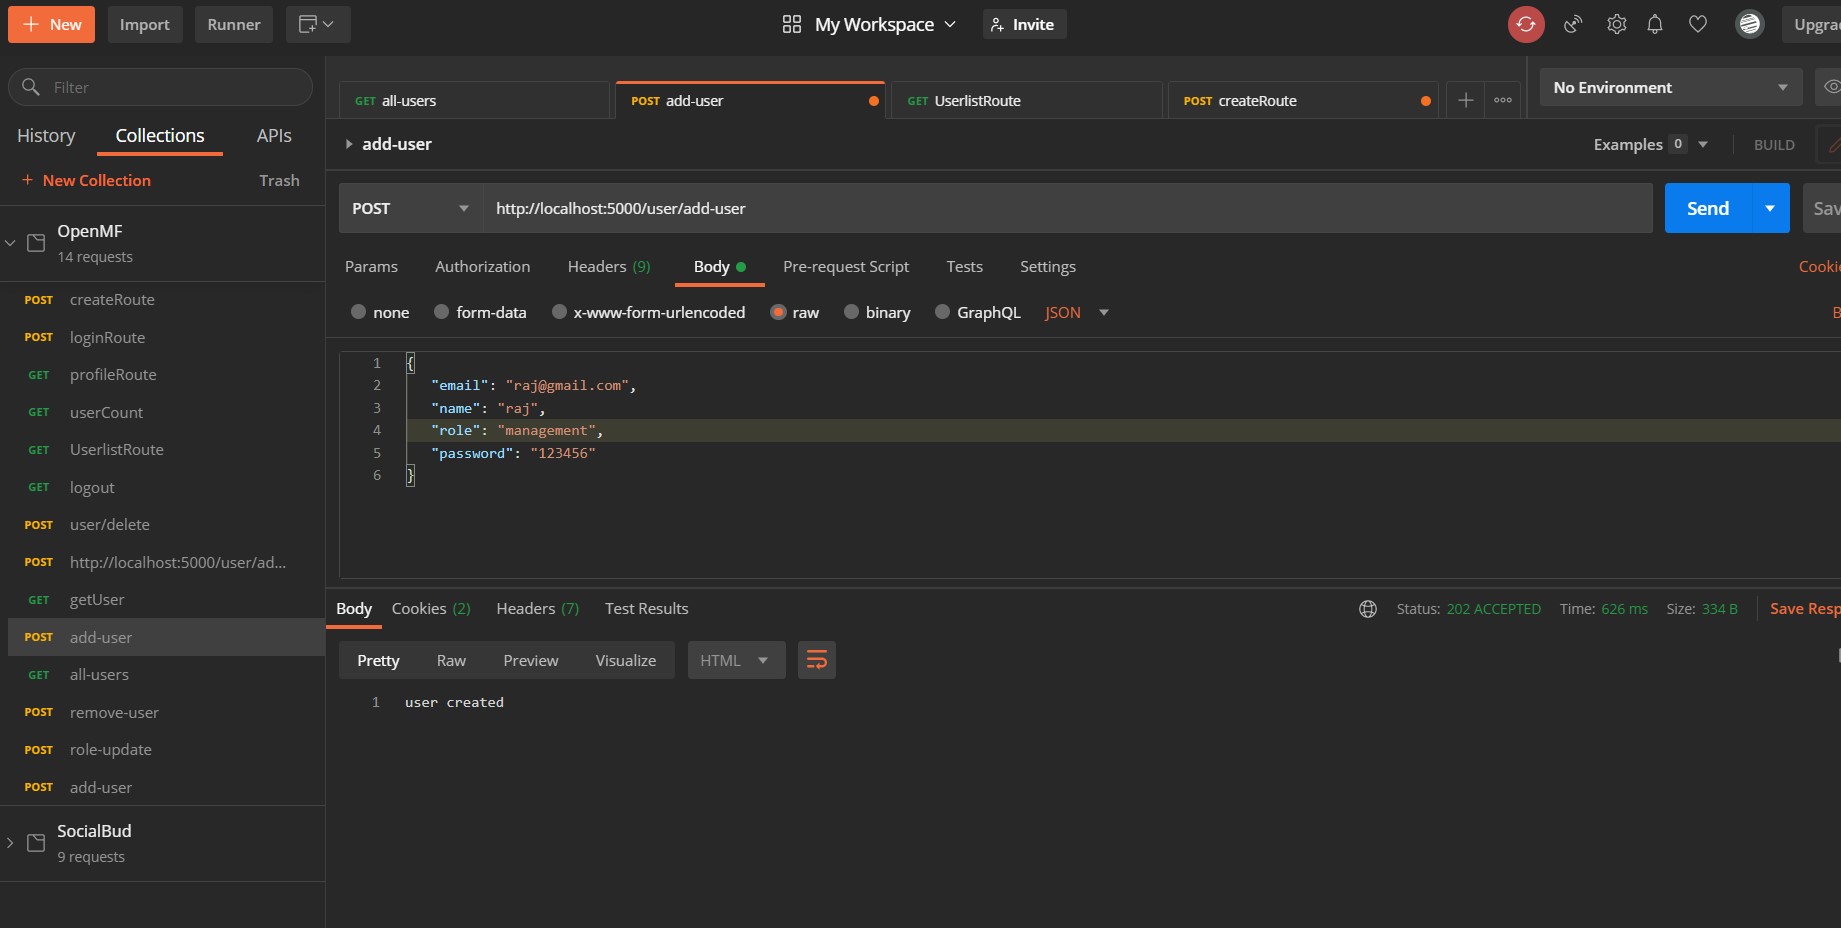 New Import Runner My Workspace Invite Upgra
Filter
GET all-users POST add-user GET UserlistRoute POST createRoute No Environment
History Collections APIs
add-user Examples 0 BUILD
+ New Collection Trash
POST http://localhost:5000/user/add-user Send Sav
OpenMF
14 requests
Params Authorization Headers (9) Body Pre-request Script Tests Settings Cookie
POST createRoute
none form-data x-www-form-urlencoded raw binary GraphQL JSON B
POST loginRoute
GET profileRoute
GET userCount
GET UserlistRoute
GET logout
POST user/delete
POST http://localhost:5000/user/ad...
GET getUser
POST add-user
GET all-users
POST remove-user
POST role-update
POST add-user
SocialBud
9 requests
1 {
2 "email": "raj@gmail.com",
3 "name": "raj",
4 "role": "management",
5 "password": "123456"
6 }
Body Cookies (2) Headers (7) Test Results Status: 202 ACCEPTED Time: 626 ms Size: 334 B Save Resp
Pretty Raw Preview Visualize HTML
1 user created